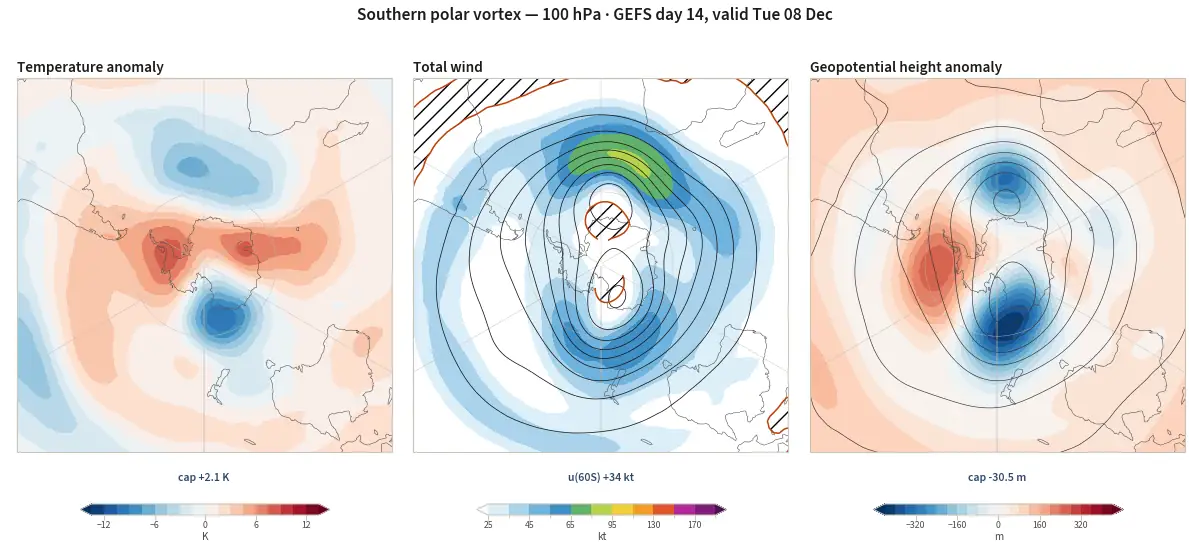 Southern polar vortex — 100 hPa · GEFS day 14, valid Tue 08 Dec
Temperature anomaly
Total wind
Geopotential height anomaly
cap +2.1 K
u(60S) +34 kt
cap -30.5 m
−12 −6 0 6 12
K
25 45 65 95 130 170
kt
−320 −160 0 160 320
m